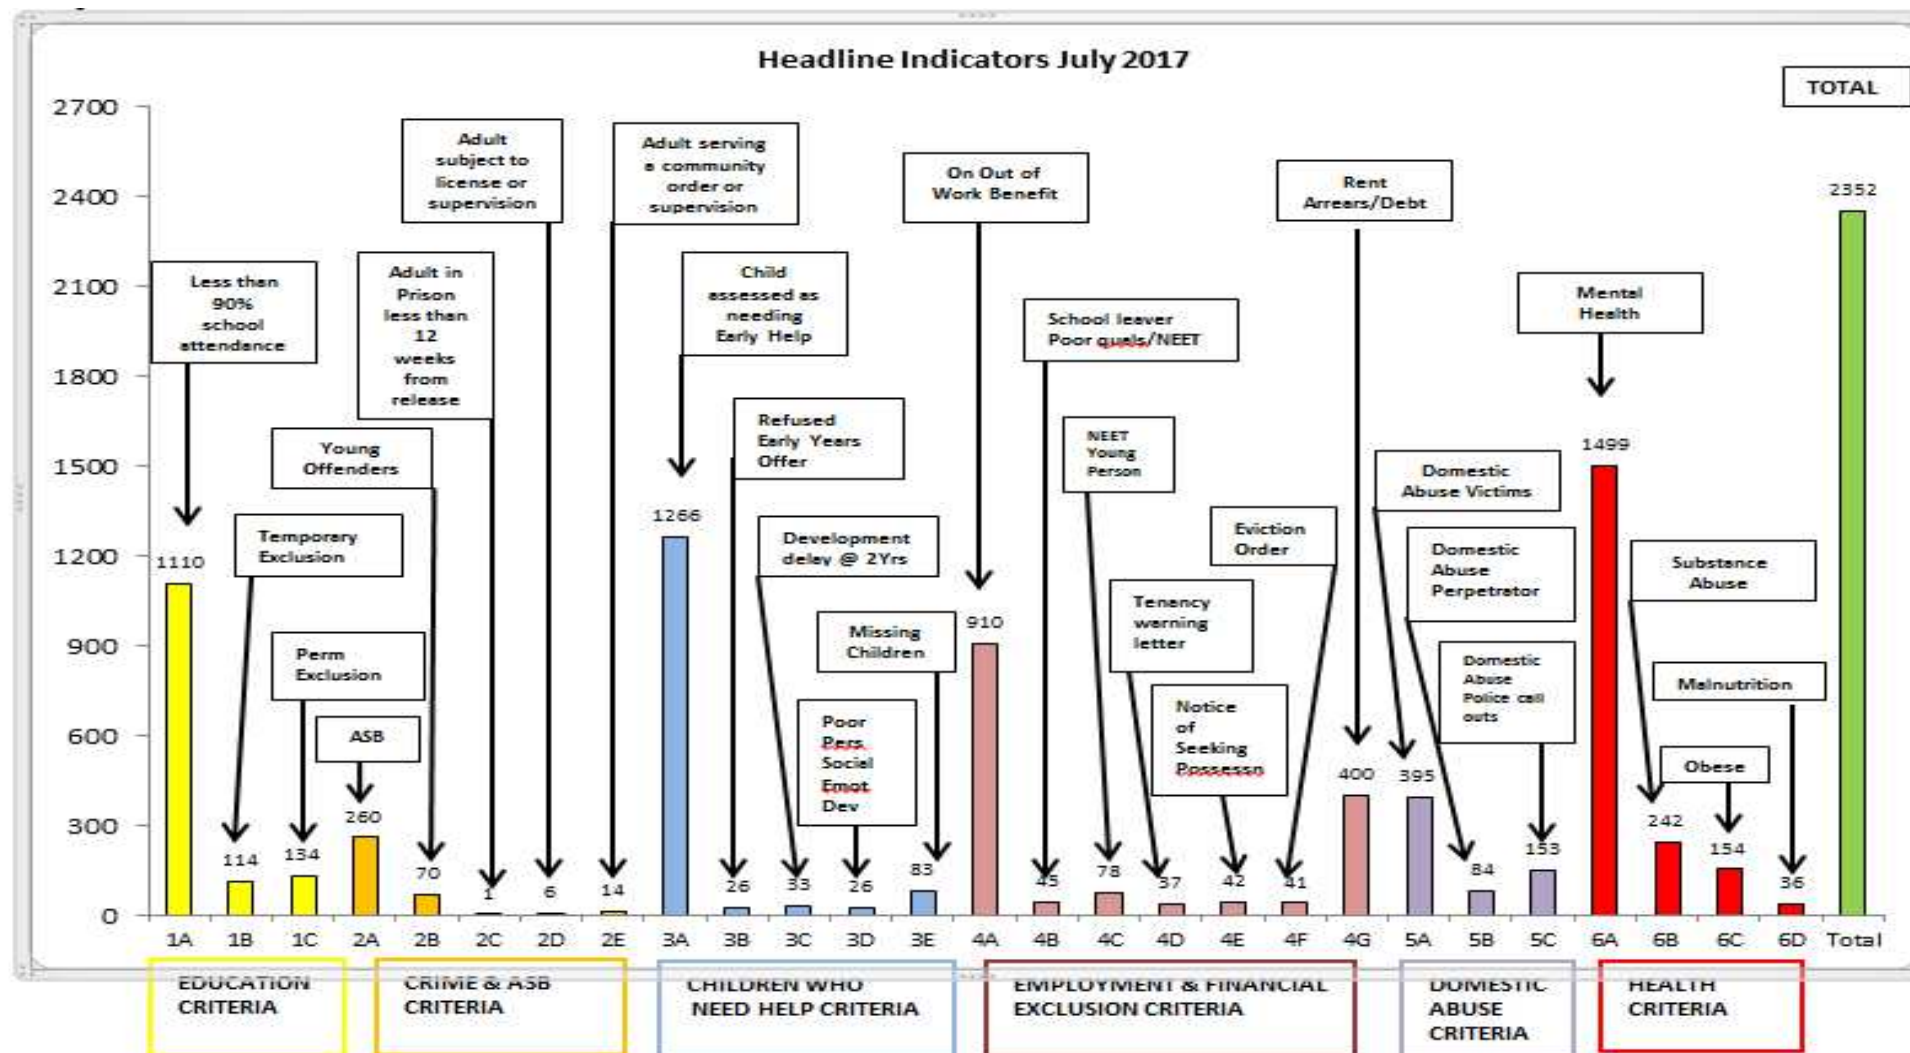 Headline Indicators July 2017
TOTAL
2700
2400
2100
1800
1500
1200
900
600
300
0
Less than
90%
school
attendance
Temporary
Exclusion
Perm
Exclusion
ASB
Young
Offenders
Adult in
Prison
less than
12
weeks
from
release
Adult
subject to
license or
supervision
Adult serving
a community
order or
supervision
Child
assessed as
needing
Early Help
Refused
Early Years
Offer
Development
delay @ 2Yrs
Poor
Pers
Social
Emot
Dev
Missing
Children
On Out of
Work Benefit
School leaver
Poor quals/NEET
NEET
Young
Person
Tenancy
warning
letter
Notice
of
Seeking
Possessn
Eviction
Order
Rent
Arrears/Debt
Domestic
Abuse Victims
Domestic
Abuse
Perpetrator
Domestic
Abuse
Police call
outs
Mental
Health
Substance
Abuse
Obese
Malnutrition
1110
114
134
260
70
1
6
14
1266
26
33
26
83
910
45
78
37
42
41
400
395
84
153
1499
242
154
36
2352
1A 1B 1C 2A 2B 2C 2D 2E 3A 3B 3C 3D 3E 4A 4B 4C 4D 4E 4F 4G 5A 5B 5C 6A 6B 6C 6D Total
EDUCATION
CRITERIA
CRIME & ASB
CRITERIA
CHILDREN WHO
NEED HELP CRITERIA
EMPLOYMENT & FINANCIAL
EXCLUSION CRITERIA
DOMESTIC
ABUSE
CRITERIA
HEALTH
CRITERIA